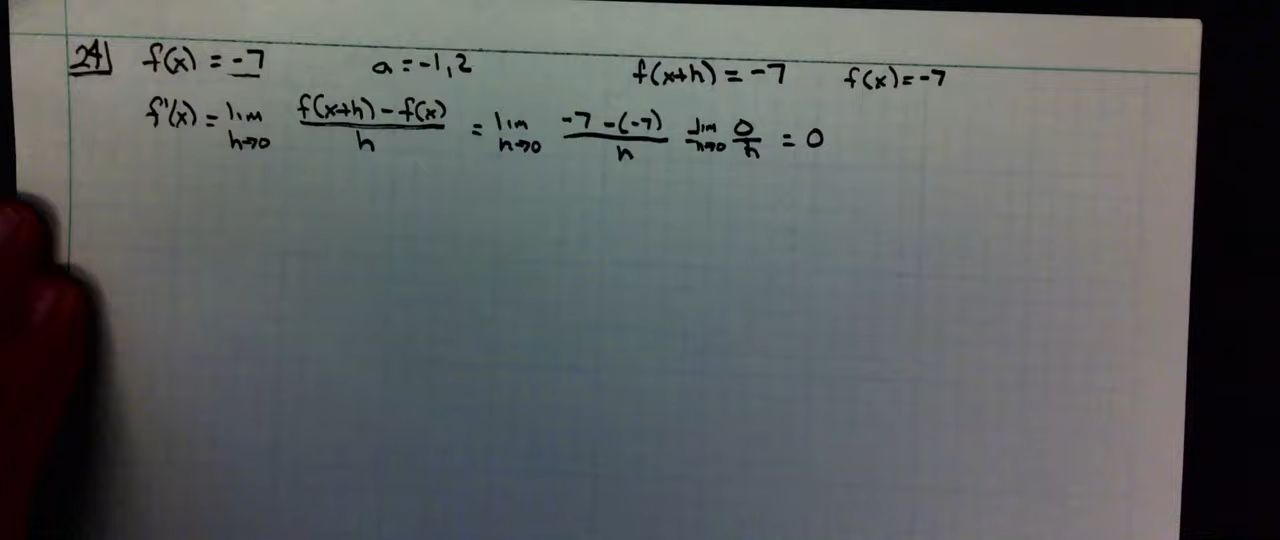 24) f(x) = -7 a = -1, 2 f(x+h) = -7 f(x) = -7
f'(x) = lim h→0 f(x+h) - f(x) / h = lim h→0 -7 - (-7) / h lim h→0 0 / h = 0